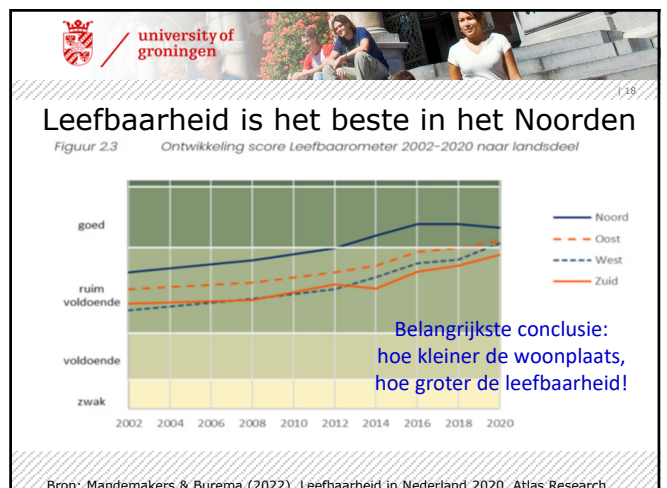 university of
groningen
| 18
Leefbaarheid is het beste in het Noorden
Figuur 2.3 Ontwikkeling score Leefbaarometer 2002-2020 naar landsdeel
goed
ruim
voldoende
voldoende
zwak
2002 2004 2006 2008 2010 2012 2014 2016 2018 2020
Noord
Oost
West
Zuid
Belangrijkste conclusie:
hoe kleiner de woonplaats,
hoe groter de leefbaarheid!
Bron: Mandemakers & Burema (2022), Leefbaarheid in Nederland 2020, Atlas Research